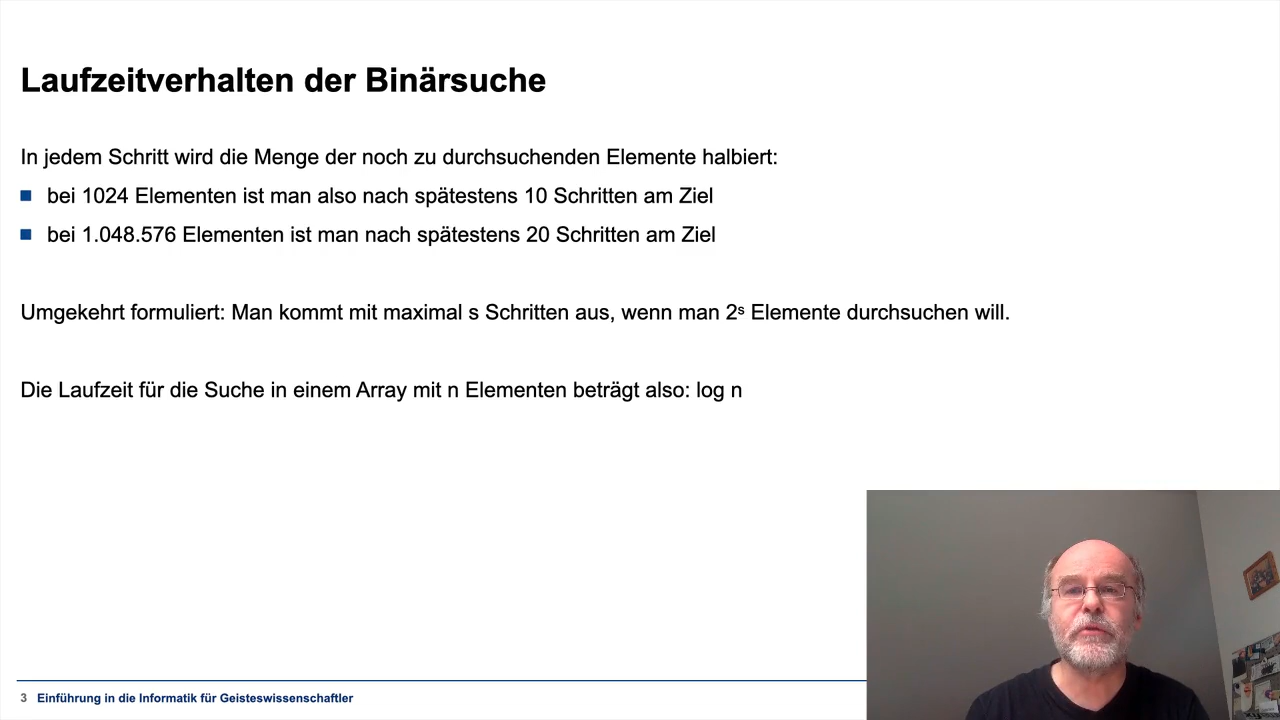 Laufzeitverhalten der Binärsuche
In jedem Schritt wird die Menge der noch zu durchsuchenden Elemente halbiert:
bei 1024 Elementen ist man also nach spätestens 10 Schritten am Ziel
bei 1.048.576 Elementen ist man nach spätestens 20 Schritten am Ziel
Umgekehrt formuliert: Man kommt mit maximal s Schritten aus, wenn man 2ˢ Elemente durchsuchen will.
Die Laufzeit für die Suche in einem Array mit n Elementen beträgt also: log n
3 Einführung in die Informatik für Geisteswissenschaftler